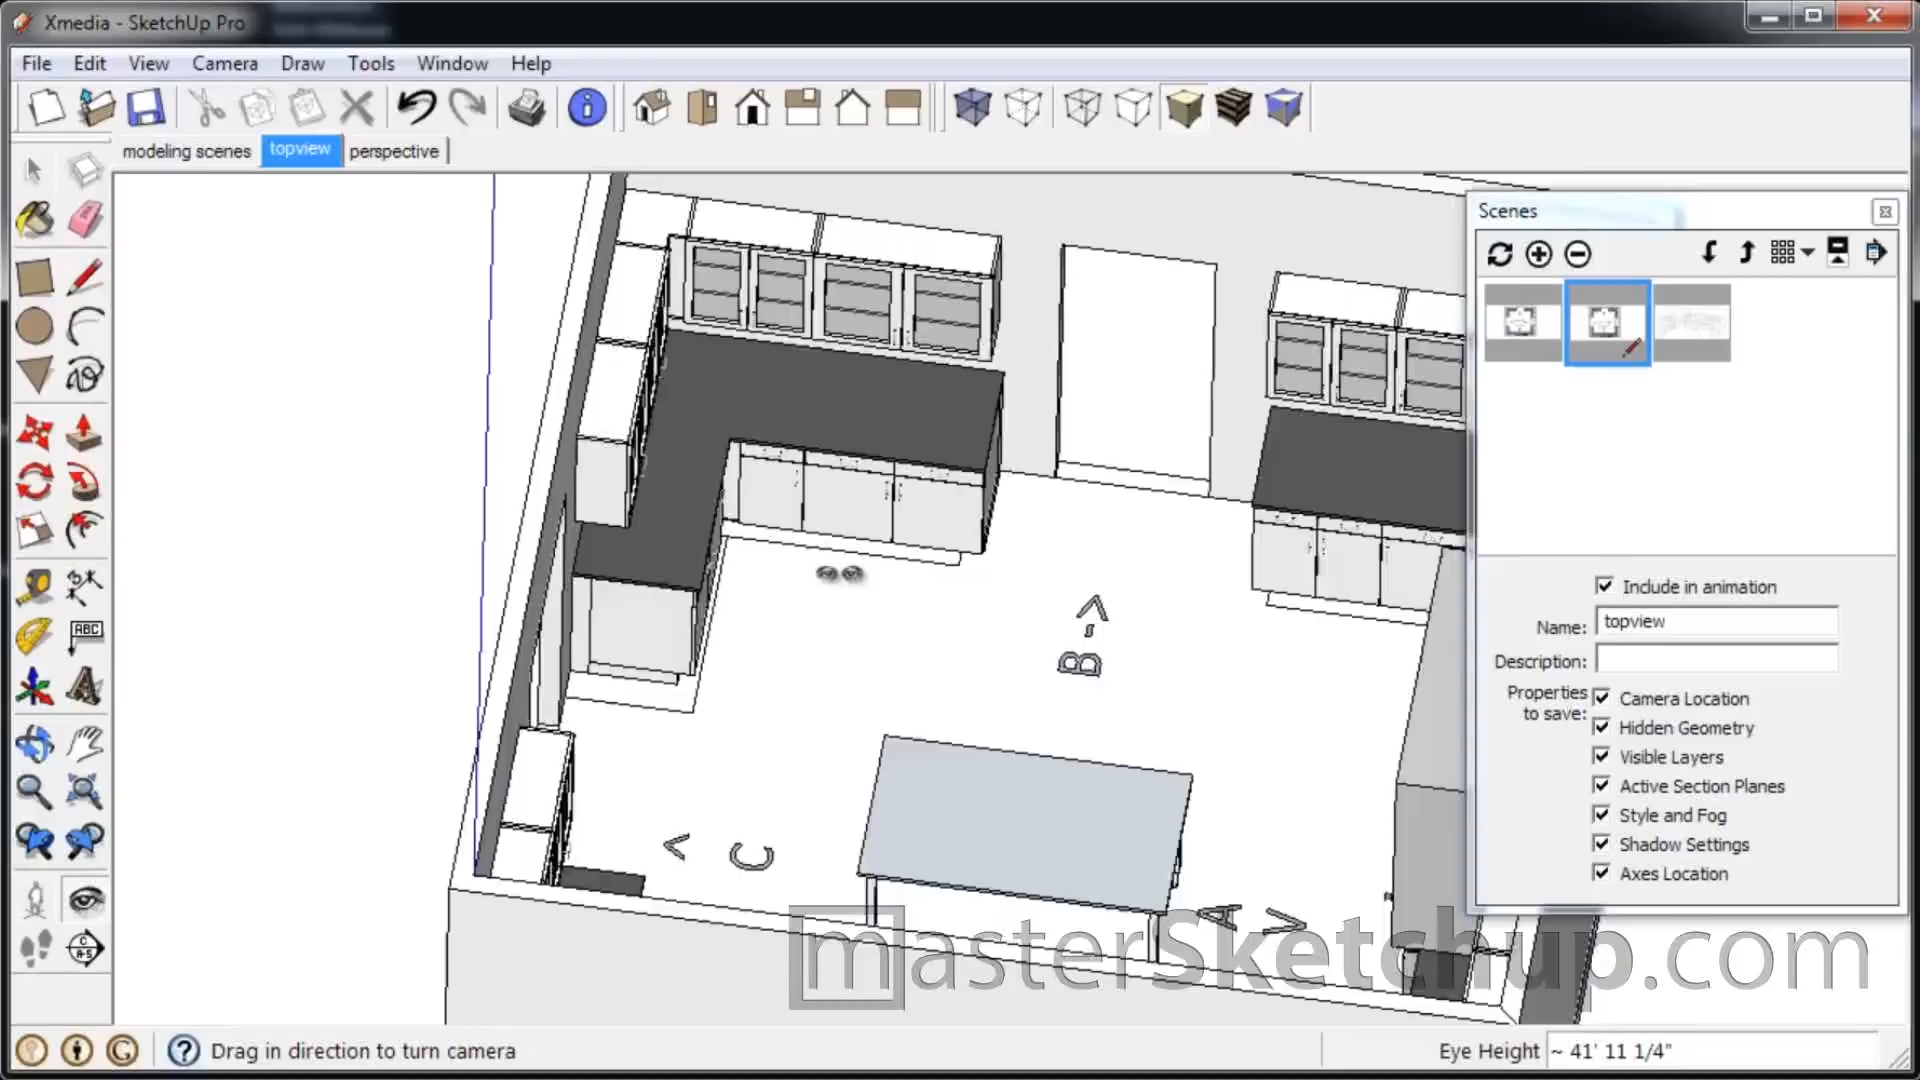 Xmedia - SketchUp Pro
File Edit View Camera Draw Tools Window Help
modeling scenes topview perspective
Scenes
Include in animation
Name: topview
Description:
Properties to save:
Camera Location
Hidden Geometry
Visible Layers
Active Section Planes
Style and Fog
Shadow Settings
Axes Location
ABC
B ->
< C
A >
C
A-5
masterSketchup.com
Drag in direction to turn camera
Eye Height ~ 41' 11 1/4"